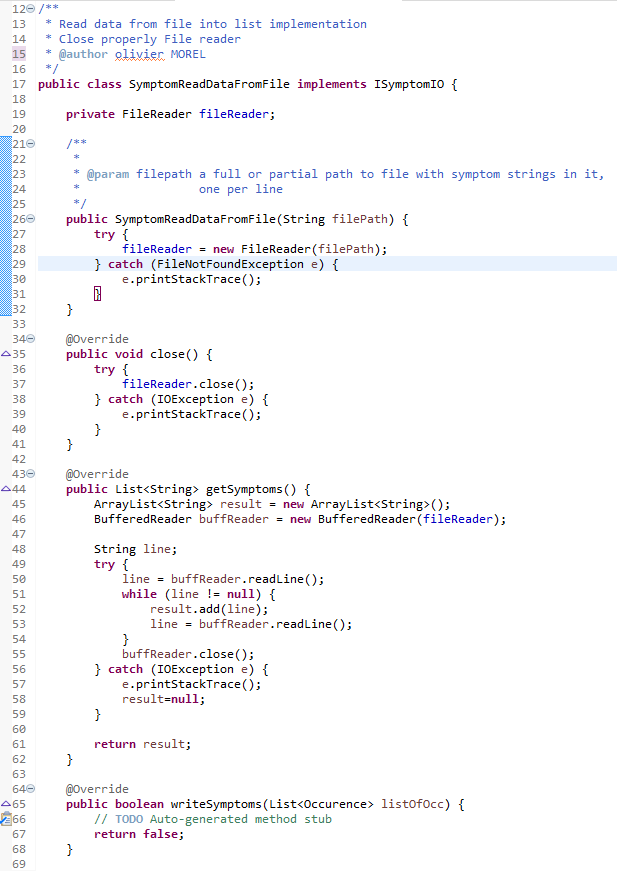 12 /**
13  * Read data from file into list implementation
14  * Close properly File reader
15  * @author olivier MOREL
16  */
17 public class SymptomReadDataFromFile implements ISymptomIO {
18
19     private FileReader fileReader;
20
21     /**
22      *
23      * @param filepath a full or partial path to file with symptom strings in it,
24      *                 one per line
25      */
26     public SymptomReadDataFromFile(String filePath) {
27         try {
28             fileReader = new FileReader(filePath);
29         } catch (FileNotFoundException e) {
30             e.printStackTrace();
31         }
32     }
33
34     @Override
35     public void close() {
36         try {
37             fileReader.close();
38         } catch (IOException e) {
39             e.printStackTrace();
40         }
41     }
42
43     @Override
44     public List<String> getSymptoms() {
45         ArrayList<String> result = new ArrayList<String>();
46         BufferedReader buffReader = new BufferedReader(fileReader);
47
48         String line;
49         try {
50             line = buffReader.readLine();
51             while (line != null) {
52                 result.add(line);
53                 line = buffReader.readLine();
54             }
55             buffReader.close();
56         } catch (IOException e) {
57             e.printStackTrace();
58             result=null;
59         }
60
61         return result;
62     }
63
64     @Override
65     public boolean writeSymptoms(List<Occurence> listOfOcc) {
66         // TODO Auto-generated method stub
67         return false;
68     }
69